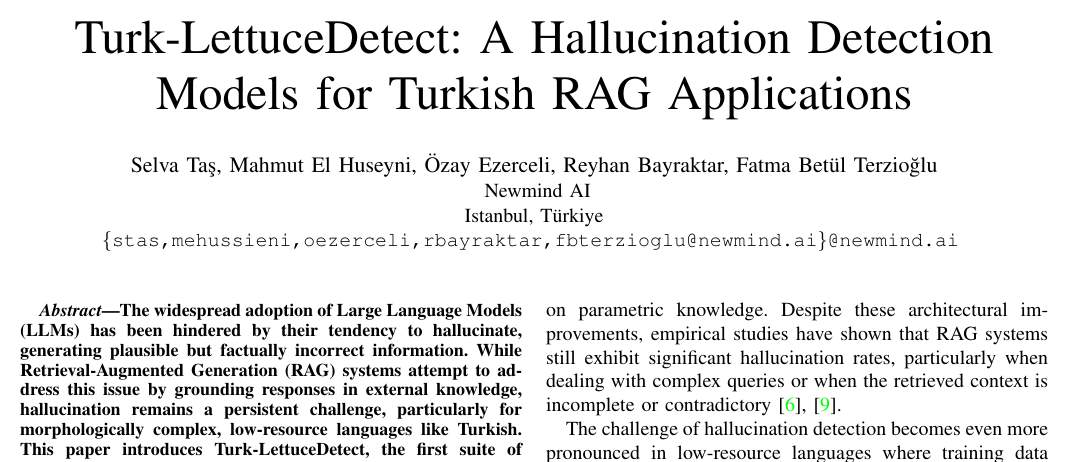 Turk-LettuceDetect: A Hallucination Detection
Models for Turkish RAG Applications
Selva Taş, Mahmut El Huseyni, Özay Ezerceli, Reyhan Bayraktar, Fatma Betül Terzioğlu
Newmind AI
Istanbul, Türkiye
{stas,mehussieni,oezerceli,rbayraktar,fbterzioglu@newmind.ai}@newmind.ai
Abstract—The widespread adoption of Large Language Models
(LLMs) has been hindered by their tendency to hallucinate,
generating plausible but factually incorrect information. While
Retrieval-Augmented Generation (RAG) systems attempt to ad-
dress this issue by grounding responses in external knowledge,
hallucination remains a persistent challenge, particularly for
morphologically complex, low-resource languages like Turkish.
This paper introduces Turk-LettuceDetect, the first suite of
on parametric knowledge. Despite these architectural im-
provements, empirical studies have shown that RAG systems
still exhibit significant hallucination rates, particularly when
dealing with complex queries or when the retrieved context is
incomplete or contradictory [6], [9].
The challenge of hallucination detection becomes even more
pronounced in low-resource languages where training data